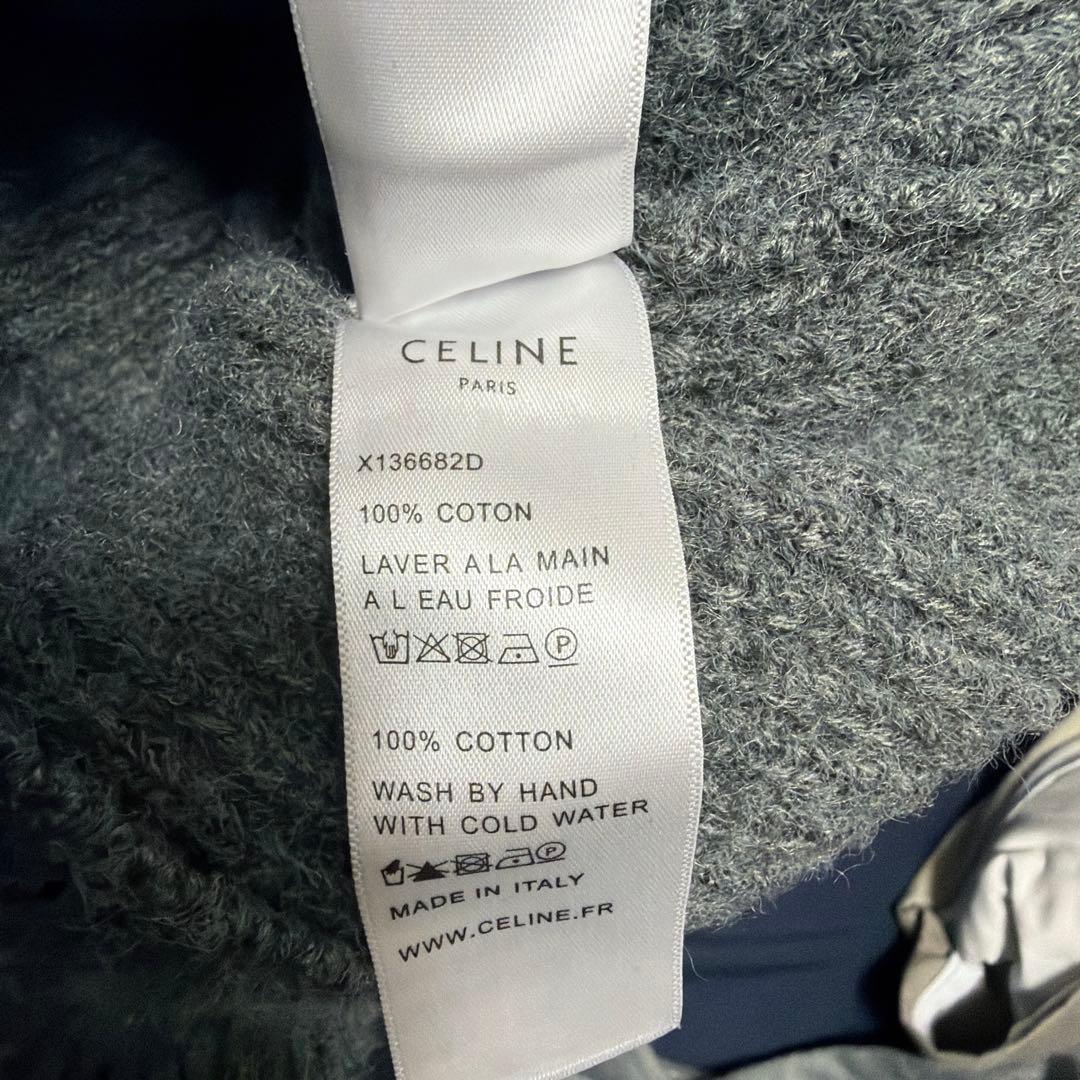 CELINE
PARIS
X136682D
100% COTON
LAVER A LA MAIN
A L EAU FROIDE
P
100% COTTON
WASH BY HAND
WITH COLD WATER
P
MADE IN ITALY
WWW.CELINE.FR